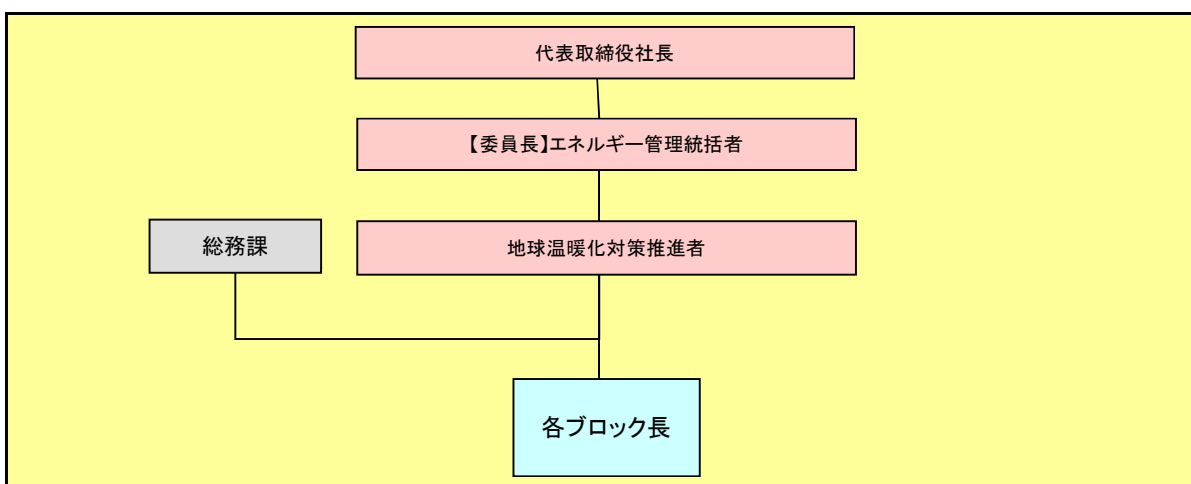 代表取締役社長
【委員長】エネルギー管理統括者
総務課
地球温暖化対策推進者
各ブロック長